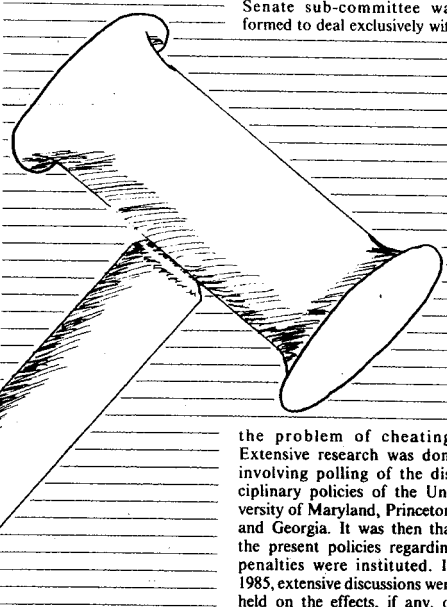 Senate sub-committee wa
formed to deal exclusively wit
the problem of cheating
Extensive research was don
involving polling of the dis
ciplinary policies of the Un
versity of Maryland, Princeton
and Georgia. It was then tha
the present policies regardin
penalties were instituted. I
1985, extensive discussions wer
held on the effects, if any, o